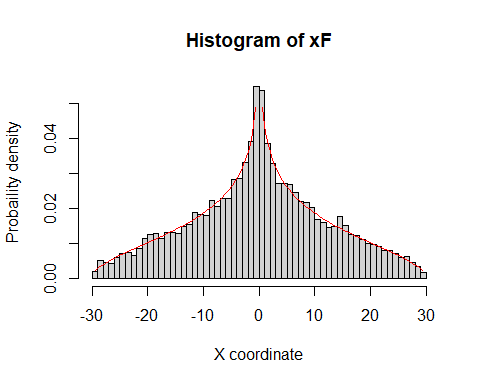 Histogram of xF
Probaility density
0.04
0.02
0.00
-30 -20 -10 0 10 20 30
X coordinate